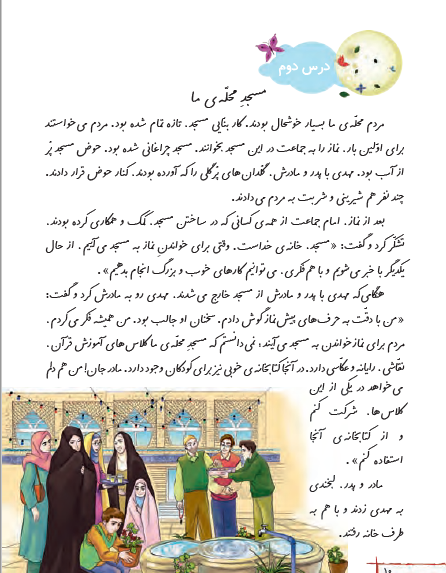 درس دوم
مسجدِ محلّه‌ی ما
مردم محلّه‌ی ما بسیار خوشحال بودند. کار بنّایی مسجد، تازه تمام شده بود. مردم می‌خواستند
برای اوّلین بار، نماز را به جماعت در این مسجد بخوانند. مسجد چراغانی شده بود. حوض مسجد پُر
از آب بود. مهدی با پدر و مادرش، گلدان‌های پُرگلی را که آورده بودند، کنار حوض قرار دادند.
چند نفر هم شیرینی و شربت به مردم می‌دادند.
بعد از نماز، امام جماعت از همه‌ی کسانی که در ساختن مسجد، کمک و همکاری کرده بودند،
تشکّر کرد و گفت: «مسجد، خانه‌ی خداست. وقتی برای خواندنِ نماز به مسجد می‌آییم، از حال
یکدیگر با خبر می‌شویم و با هم‌فکری، می‌توانیم کارهای خوب و بزرگ انجام بدهیم».
هنگامی‌که مهدی با پدر و مادرش از مسجد خارج می‌شدند، مهدی رو به مادرش کرد و گفت:
«من با دقّت به حرف‌های پیش‌نماز گوش دادم. سخنان او جالب بود. من همیشه فکر می‌کردم،
مردم برای نماز خواندن به مسجد می‌آیند، نمی‌دانستم که مسجدِ محلّه‌ی ما کلاس‌های آموزش قرآن،
نقّاشی، رایانه و عکّاسی دارد. در آنجا کتابخانه‌ی خوبی نیز برای کودکان وجود دارد. مادر جان! من هم دلم
می‌خواهد در یکی از این
کلاس‌ها، شرکت کنم
و از کتابخانه‌ی آنجا
استفاده کنم».
مادر و پدر، لبخندی
به مهدی زدند و با هم به
طرف خانه رفتند.
۱۰